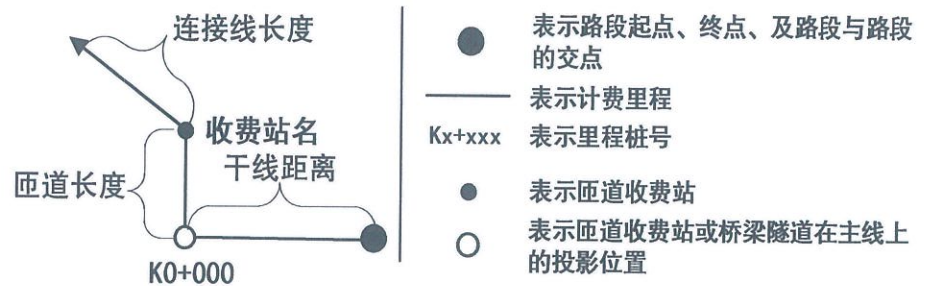 连接线长度
收费站名
干线距离
匝道长度
K0+000
表示路段起点、终点、及路段与路段
的交点
表示计费里程
Kx+xxx 表示里程桩号
表示匝道收费站
表示匝道收费站或桥梁隧道在主线上
的投影位置